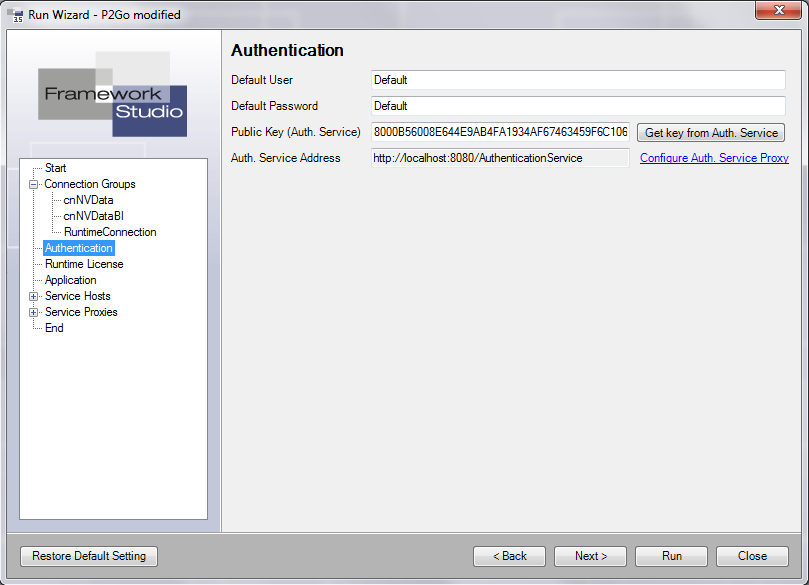 Run Wizard - P2Go modified
3.5
Framework
Studio
Start
Connection Groups
cnNVData
cnNVDataBI
RuntimeConnection
Authentication
Runtime License
Application
Service Hosts
Service Proxies
End
Authentication
Default User Default
Default Password Default
Public Key (Auth. Service) 8000B56008E644E9AB4FA1934AF67463459F6C106 Get key from Auth. Service
Auth. Service Address http://localhost:8080/AuthenticationService Configure Auth. Service Proxy
Restore Default Setting < Back Next > Run Close